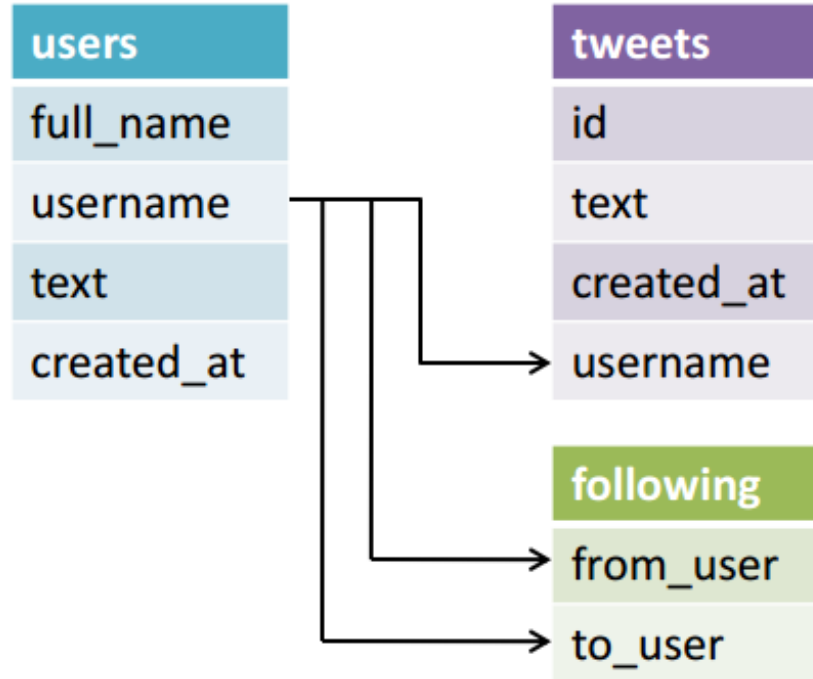 users
full_name
username
text
created_at
tweets
id
text
created_at
username
following
from_user
to_user